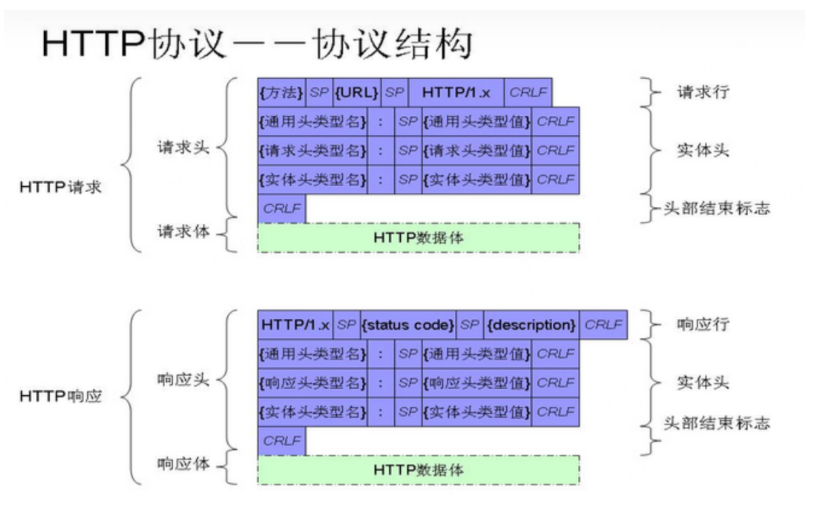 HTTP协议——协议结构
{方法} SP {URL} SP HTTP/1.x CRLF 请求行
{通用头类型名} : SP {通用头类型值} CRLF
请求头 {请求头类型名} : SP {请求头类型值} CRLF 实体头
{实体头类型名} : SP {实体头类型值} CRLF
HTTP请求
CRLF 头部结束标志
请求体 HTTP数据体
HTTP/1.x SP {status code} SP {description} CRLF 响应行
{通用头类型名} : SP {通用头类型值} CRLF
响应头 {响应头类型名} : SP {响应头类型值} CRLF 实体头
HTTP响应
{实体头类型名} : SP {实体头类型值} CRLF
头部结束标志
CRLF
响应体 HTTP数据体